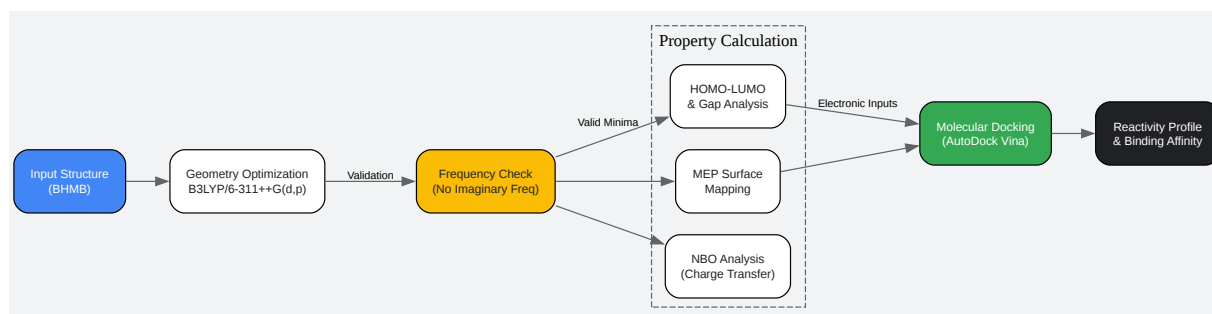 Input Structure
(BHMB)
Geometry Optimization
B3LYP/6-311++G(d,p)
Validation
Frequency Check
(No Imaginary Freq)
Valid Minima
Property Calculation
HOMO-LUMO
& Gap Analysis
MEP Surface
Mapping
NBO Analysis
(Charge Transfer)
Electronic Inputs
Molecular Docking
(AutoDock Vina)
Reactivity Profile
& Binding Affinity